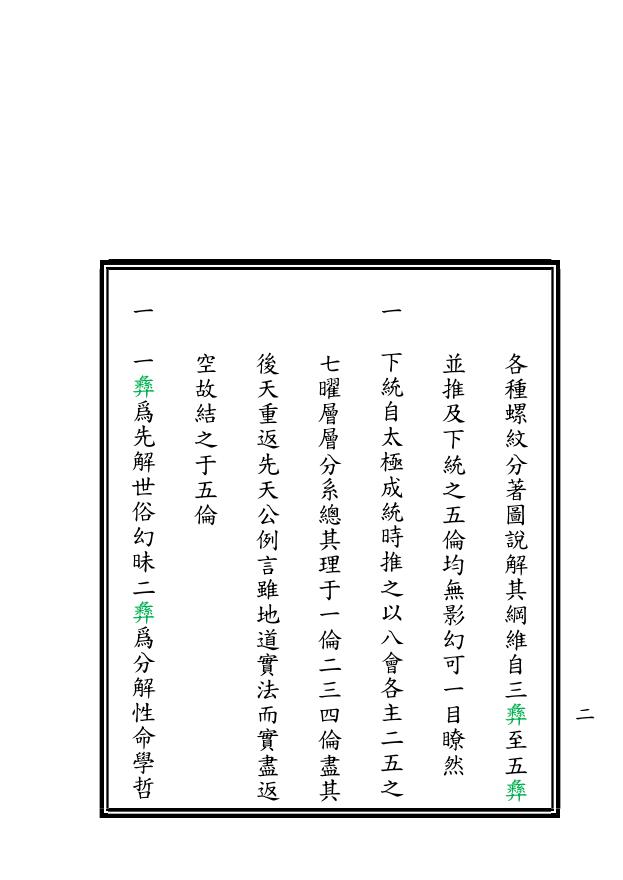 各種螺紋分著圖說解其綱維自三彝至五彝
並推及下統之五倫均無影幻可一目瞭然
一 下統自太極成統時推之以八會各主二五之
七曜層層分系總其理于一倫二三四倫盡其
後天重返先天公例言雖地道實法而實盡返
空故結之于五倫
一 一彝爲先解世俗幻昧二彝爲分解性命學哲
二